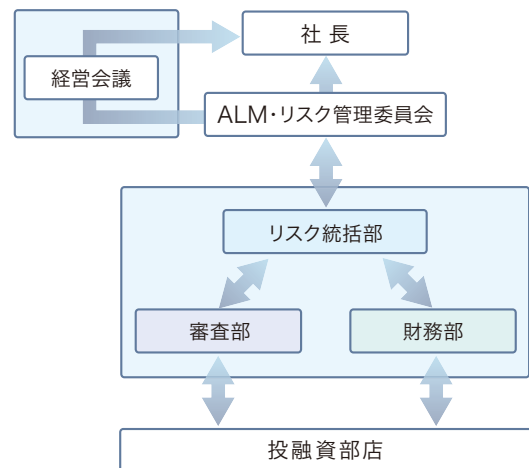 社長
経営会議
ALM・リスク管理委員会
リスク統括部
審査部
財務部
投融資部店